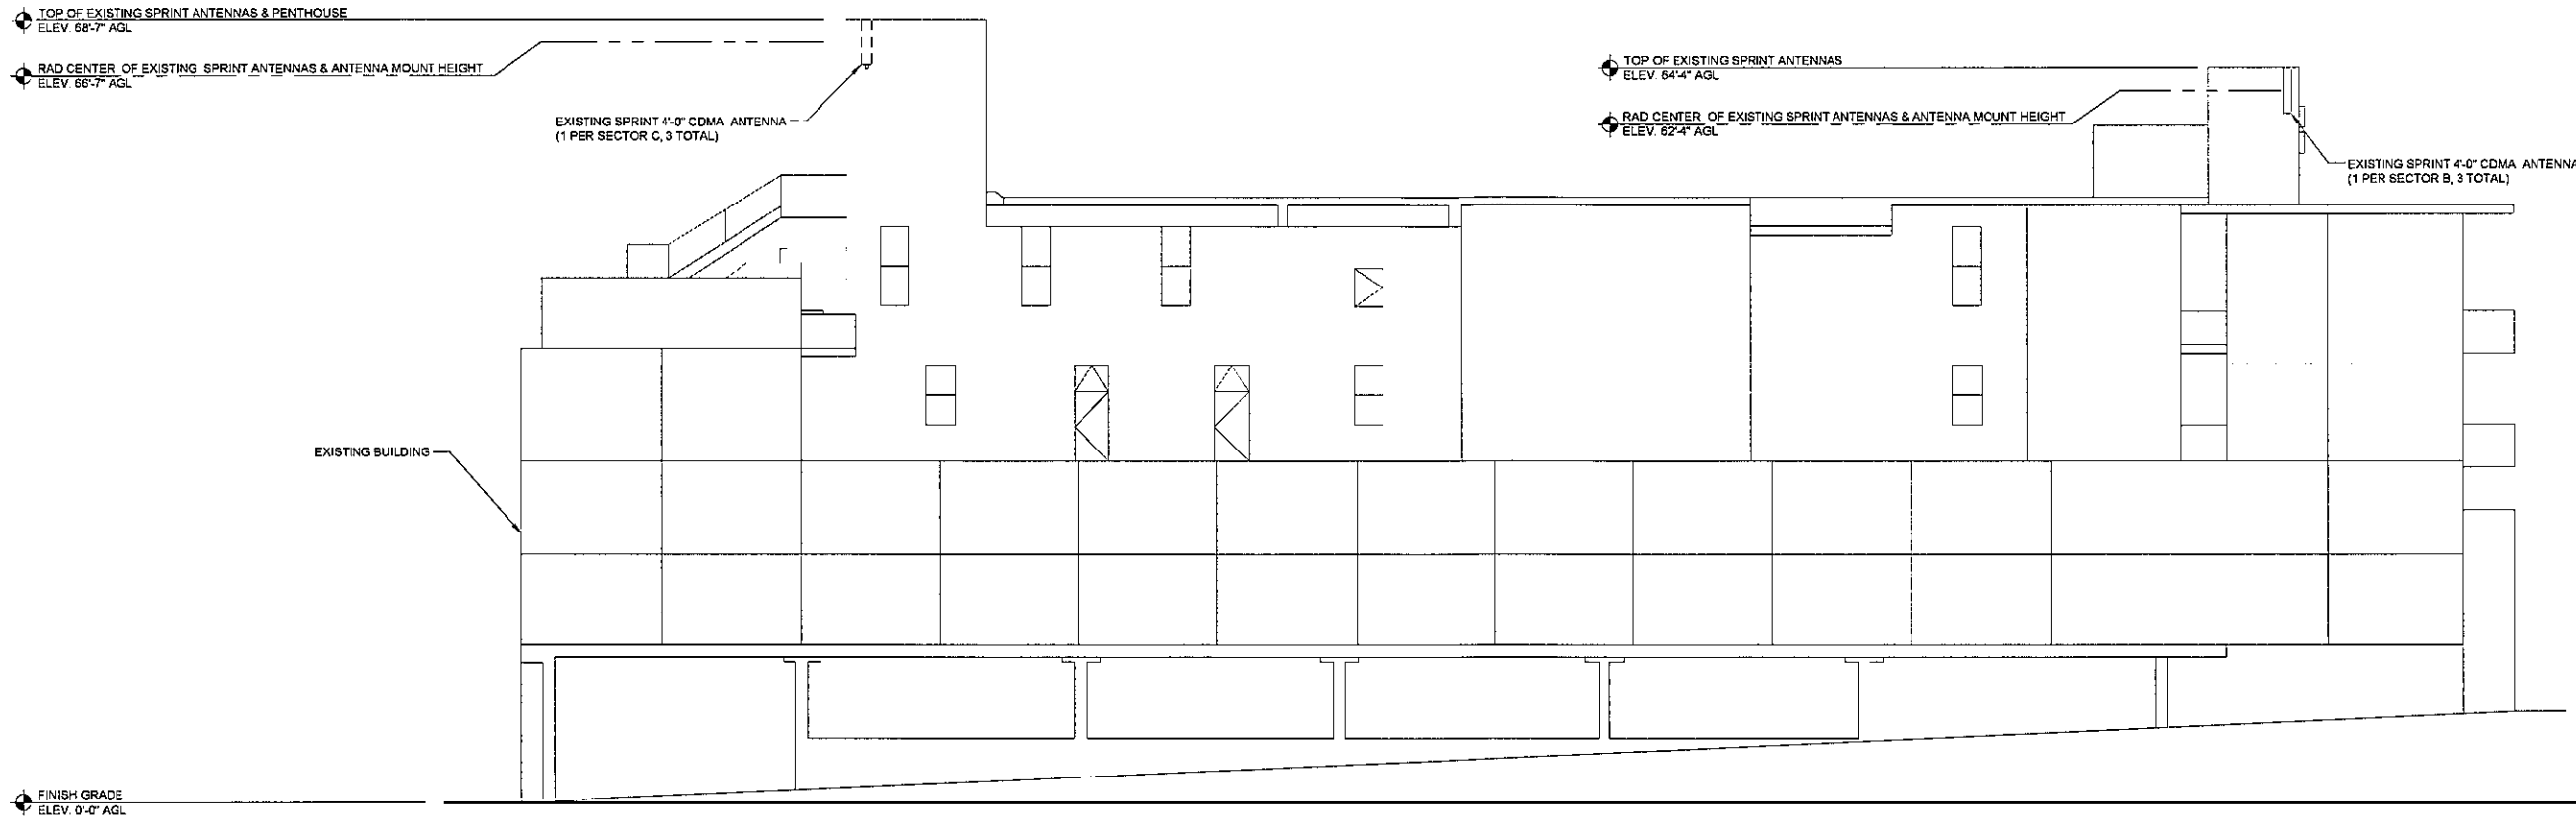 TOP OF EXISTING SPRINT ANTENNAS & PENTHOUSE
ELEV. 68'-7" AGL
RAD CENTER OF EXISTING SPRINT ANTENNAS & ANTENNA MOUNT HEIGHT
ELEV. 66'-7" AGL
EXISTING SPRINT 4'-0" CDMA ANTENNA
(1 PER SECTOR C, 3 TOTAL)
TOP OF EXISTING SPRINT ANTENNAS
ELEV. 64'-4" AGL
RAD CENTER OF EXISTING SPRINT ANTENNAS & ANTENNA MOUNT HEIGHT
ELEV. 62'-4" AGL
EXISTING SPRINT 4'-0" CDMA ANTENNA
(1 PER SECTOR B, 3 TOTAL)
EXISTING BUILDING
FINISH GRADE
ELEV. 0'-0" AGL